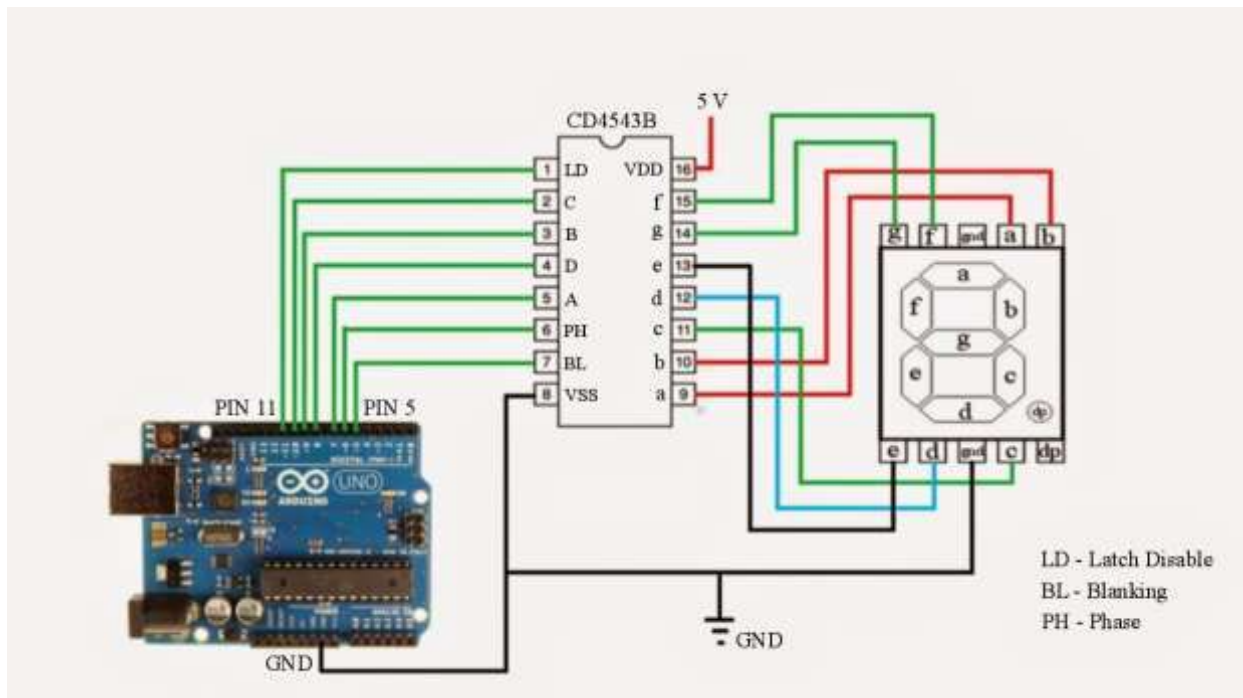 5 V
CD4543B
1 LD VDD 16
2 C f 15
3 B g 14
4 D e 13
5 A d 12
6 PH c 11
7 BL b 10
8 VSS a 9
g f gnd a b
a
f b
g
e c
d
dp
e d gnd c dp
PIN 11 PIN 5
UNO
ARDUINO
GND
GND
LD - Latch Disable
BL - Blanking
PH - Phase